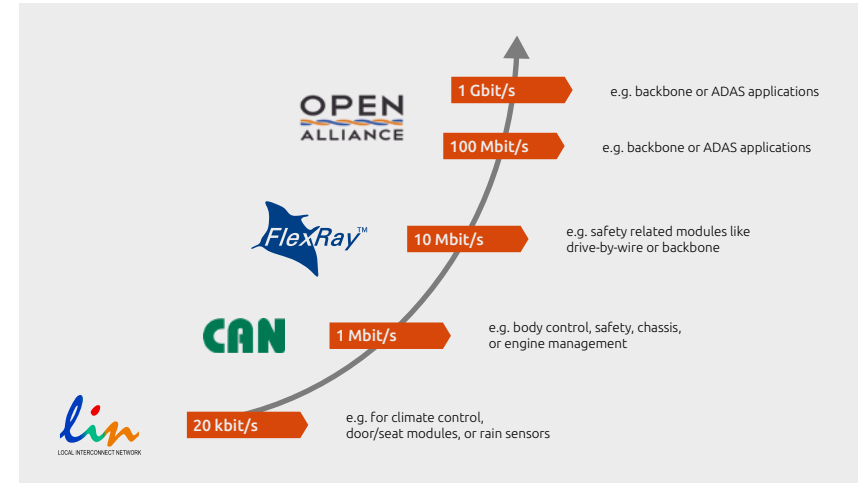 OPEN
ALLIANCE
1 Gbit/s
e.g. backbone or ADAS applications
100 Mbit/s
e.g. backbone or ADAS applications
FlexRay™
10 Mbit/s
e.g. safety related modules like
drive-by-wire or backbone
CAN
1 Mbit/s
e.g. body control, safety, chassis,
or engine management
lin
LOCAL INTERCONNECT NETWORK
20 kbit/s
e.g. for climate control,
door/seat modules, or rain sensors